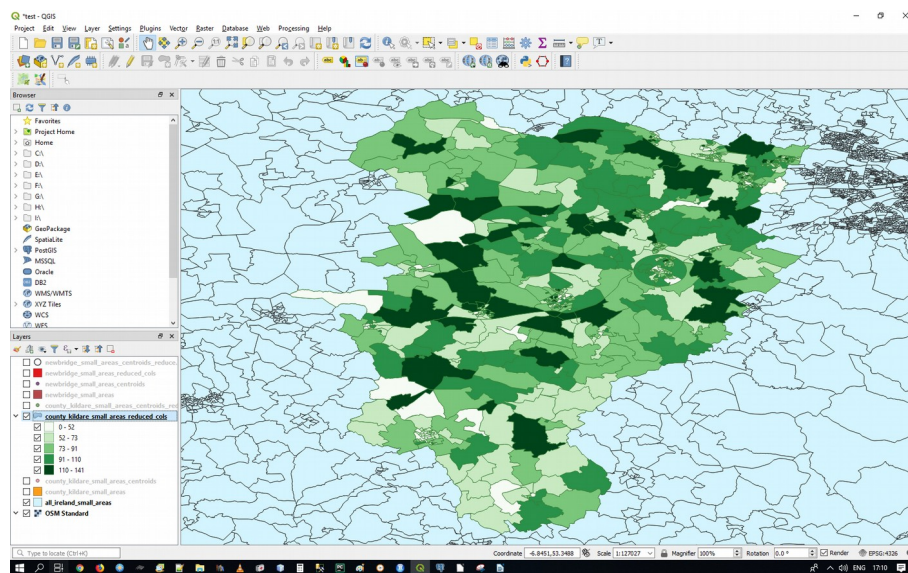 *test - QGIS
Project Edit View Layer Settings Plugins Vector Raster Database Web Processing Help
Browser
Favorites
Project Home
Home
C:\
D:\
E:\
F:\
G:\
H:\
I:\
GeoPackage
SpatiaLite
PostGIS
MSSQL
Oracle
DB2
WMS/WMTS
XYZ Tiles
WCS
WFS
Layers
newbridge_small_areas_centroids_reduce
newbridge_small_areas_reduced_cols
newbridge_small_areas_centroids
newbridge_small_areas
county_kildare_small_areas_centroids_red
county_kildare_small_areas_reduced_cols
0 - 52
52 - 73
73 - 91
91 - 110
110 - 141
county_kildare_small_areas_centroids
county_kildare_small_areas
all_ireland_small_areas
OSM Standard
Type to locate (Ctrl+K) Coordinate -6.8451,53.3488 Scale 1:127027 Magnifier 100% Rotation 0.0 ° Render EPSG:4326
ENG 17:10